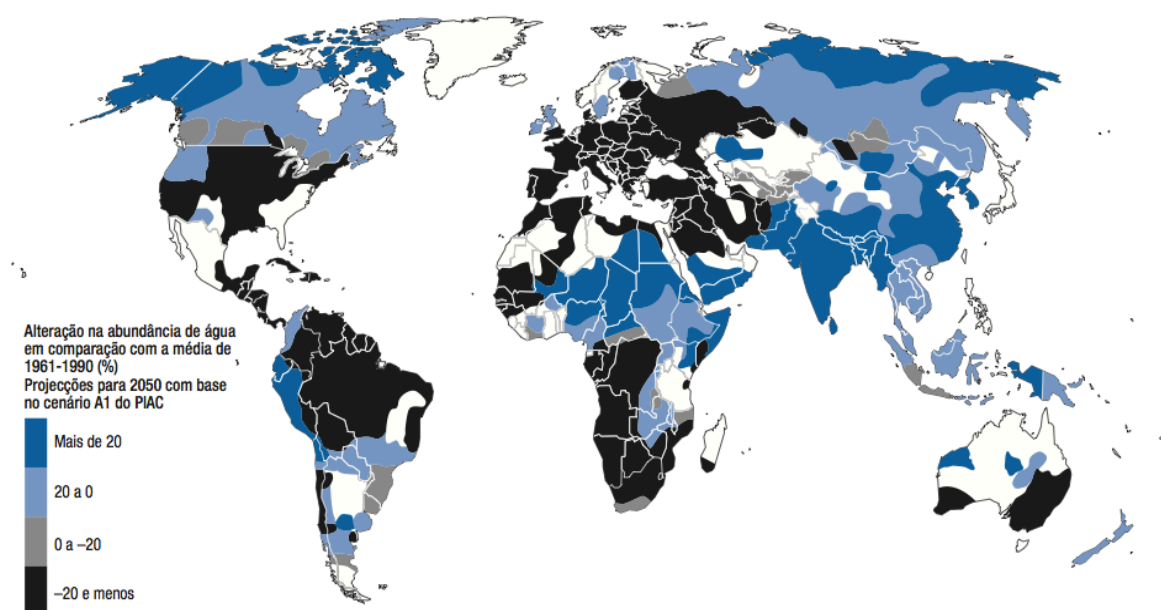 Alteração na abundância de água
em comparação com a média de
1961-1990 (%)
Projecções para 2050 com base
no cenário A1 do PIAC
Mais de 20
20 a 0
0 a –20
–20 e menos